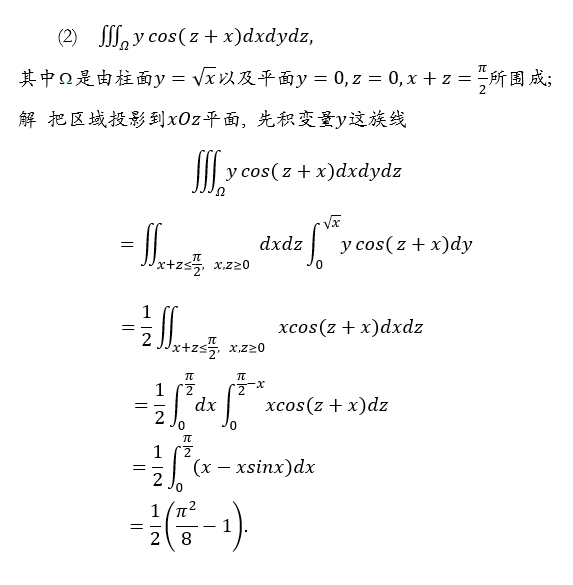 (2) ∭_Ω y cos( z + x)dxdydz,
其中Ω是由柱面y = √x以及平面y = 0, z = 0, x + z = π/2所围成;
解 把区域投影到xOz平面, 先积变量y这族线
∭_Ω y cos( z + x)dxdydz
= ∬_{x+z≤π/2, x,z≥0} dxdz ∫_0^{√x} y cos( z + x)dy
= 1/2 ∬_{x+z≤π/2, x,z≥0} xcos(z + x)dxdz
= 1/2 ∫_0^{π/2} dx ∫_0^{π/2−x} xcos(z + x)dz
= 1/2 ∫_0^{π/2} (x − xsinx)dx
= 1/2 (π²/8 − 1).